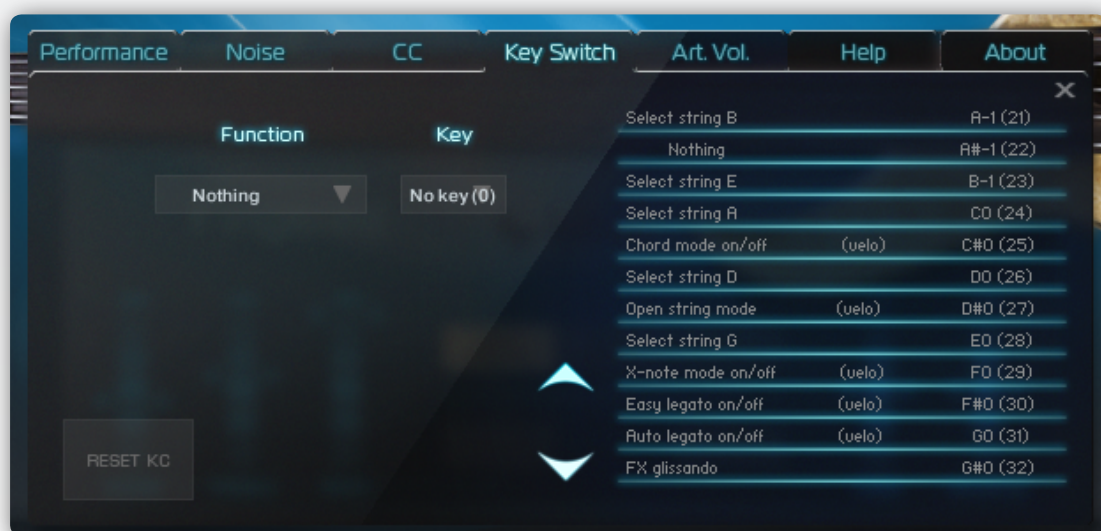 Performance Noise CC Key Switch Art. Vol. Help About
Function Key
Nothing No key (0)
RESET KC
Select string B A-1 (21)
Nothing A#-1 (22)
Select string E B-1 (23)
Select string A C0 (24)
Chord mode on/off (velo) C#0 (25)
Select string D D0 (26)
Open string mode (velo) D#0 (27)
Select string G E0 (28)
X-note mode on/off (velo) F0 (29)
Easy legato on/off (velo) F#0 (30)
Auto legato on/off (velo) G0 (31)
FX glissando G#0 (32)